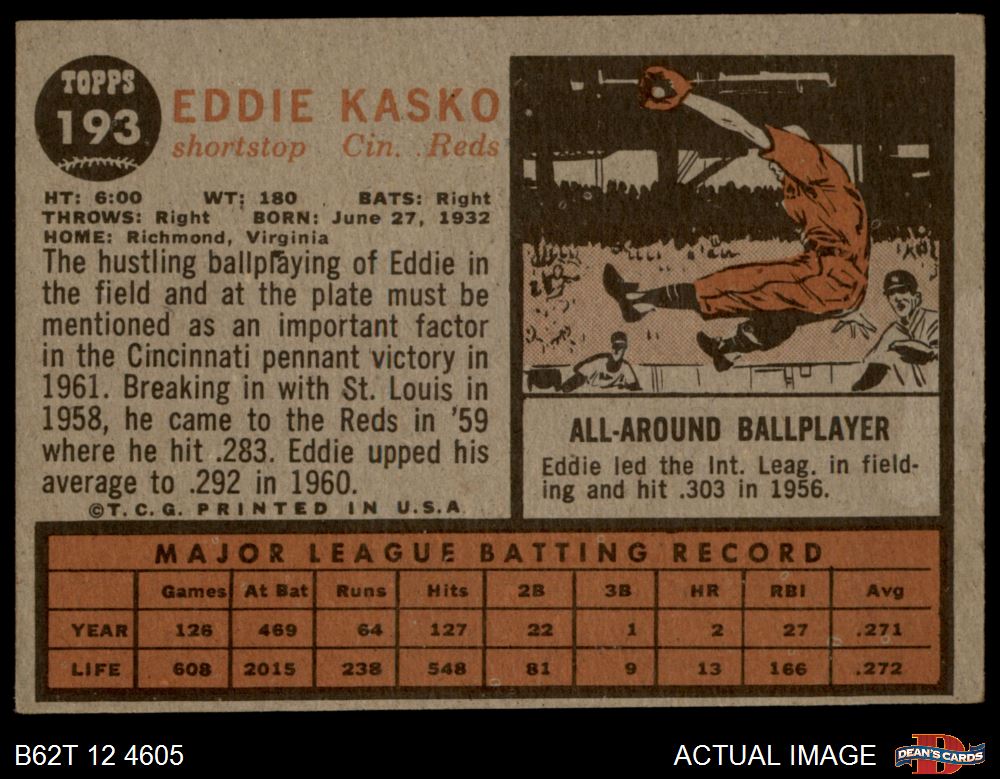 TOPPS
193
EDDIE KASKO
shortstop Cin. Reds
HT: 6:00 WT: 180 BATS: Right
THROWS: Right BORN: June 27, 1932
HOME: Richmond, Virginia
The hustling ballplaying of Eddie in
the field and at the plate must be
mentioned as an important factor
in the Cincinnati pennant victory in
1961. Breaking in with St. Louis in
1958, he came to the Reds in '59
where he hit .283. Eddie upped his
average to .292 in 1960.
©T. C. G. PRINTED IN U.S.A.
ALL-AROUND BALLPLAYER
Eddie led the Int. Leag. in field-
ing and hit .303 in 1956.
MAJOR LEAGUE BATTING RECORD
Games At Bat Runs Hits 2B 3B HR RBI Avg
YEAR 126 469 64 127 22 1 2 27 .271
LIFE 608 2015 238 548 81 9 13 166 .272
B62T 12 4605
ACTUAL IMAGE
DEAN'S CARDS